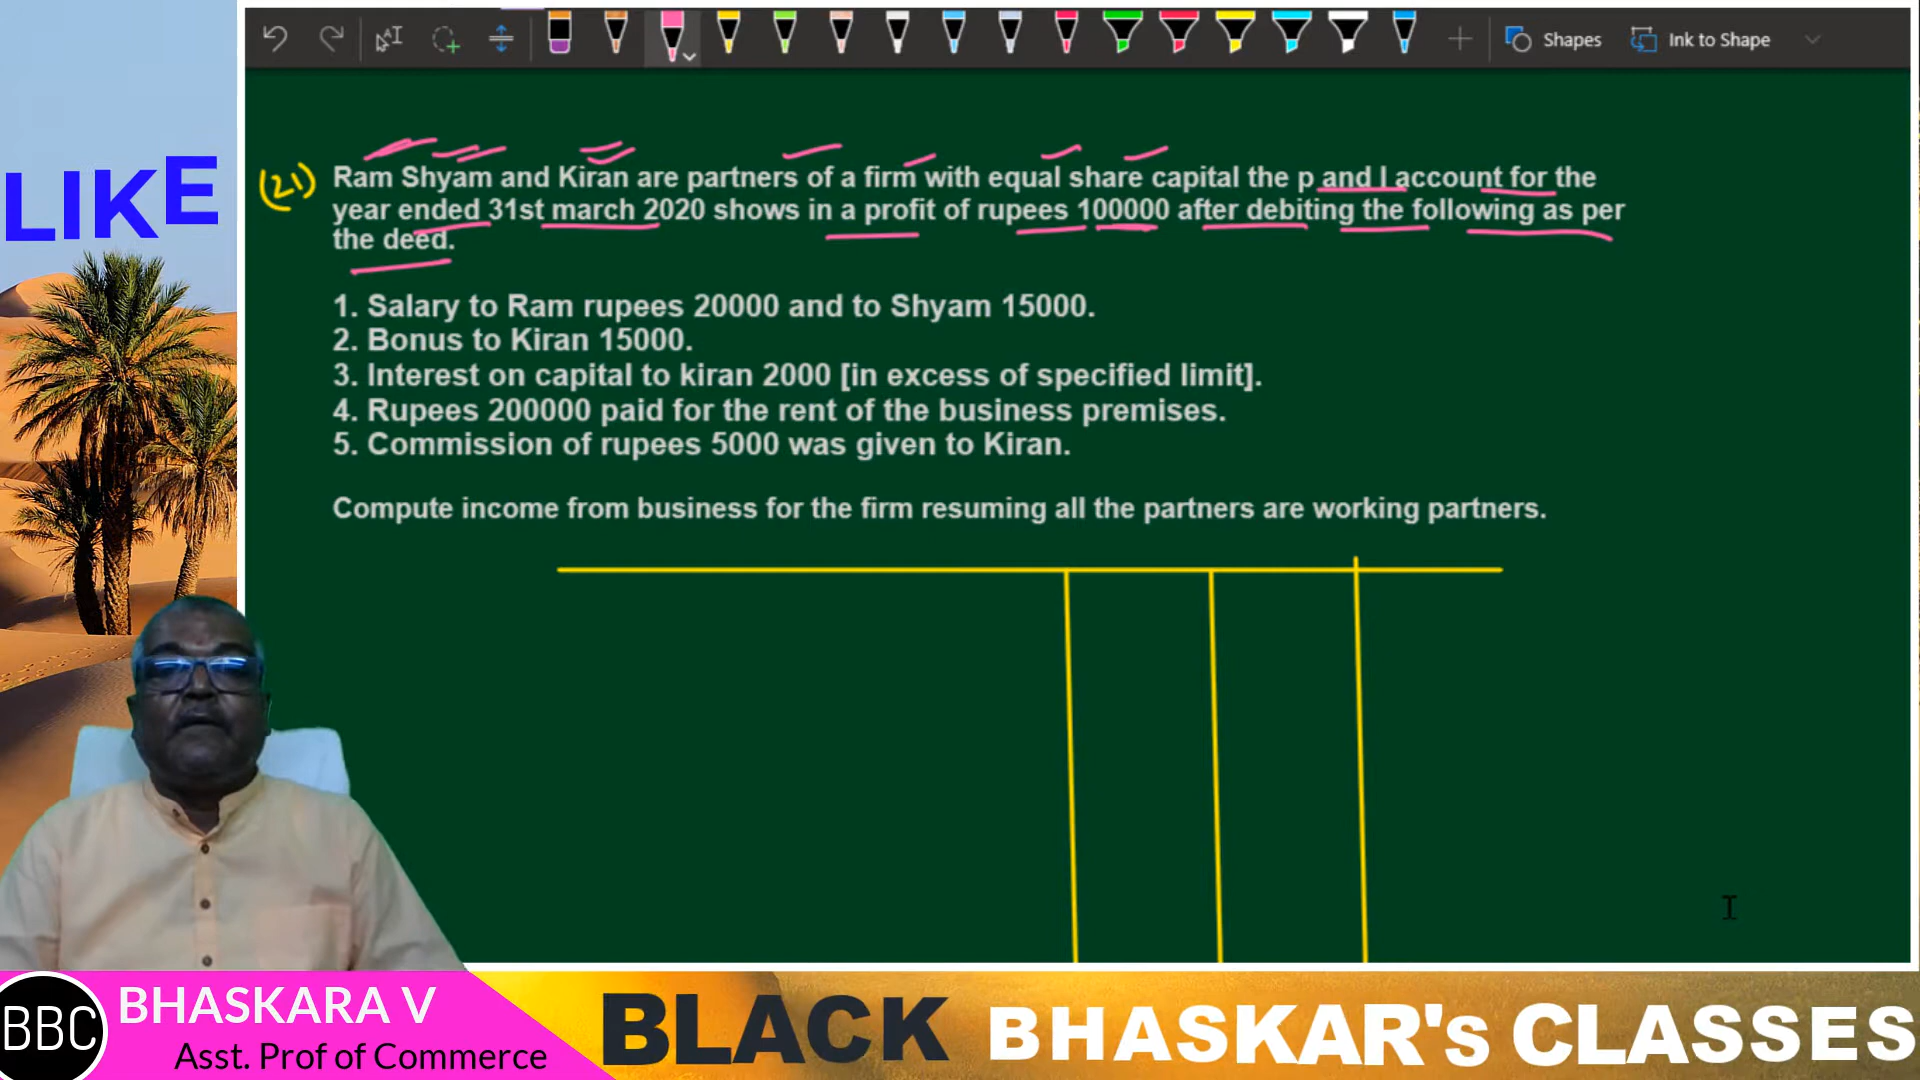 Shapes
Ink to Shape
LIKE
(21)
Ram Shyam and Kiran are partners of a firm with equal share capital the p and l account for the
year ended 31st march 2020 shows in a profit of rupees 100000 after debiting the following as per
the deed.
1. Salary to Ram rupees 20000 and to Shyam 15000.
2. Bonus to Kiran 15000.
3. Interest on capital to kiran 2000 [in excess of specified limit].
4. Rupees 200000 paid for the rent of the business premises.
5. Commission of rupees 5000 was given to Kiran.
Compute income from business for the firm resuming all the partners are working partners.
BBC
BHASKARA V
Asst. Prof of Commerce
BLACK BHASKAR's CLASSES